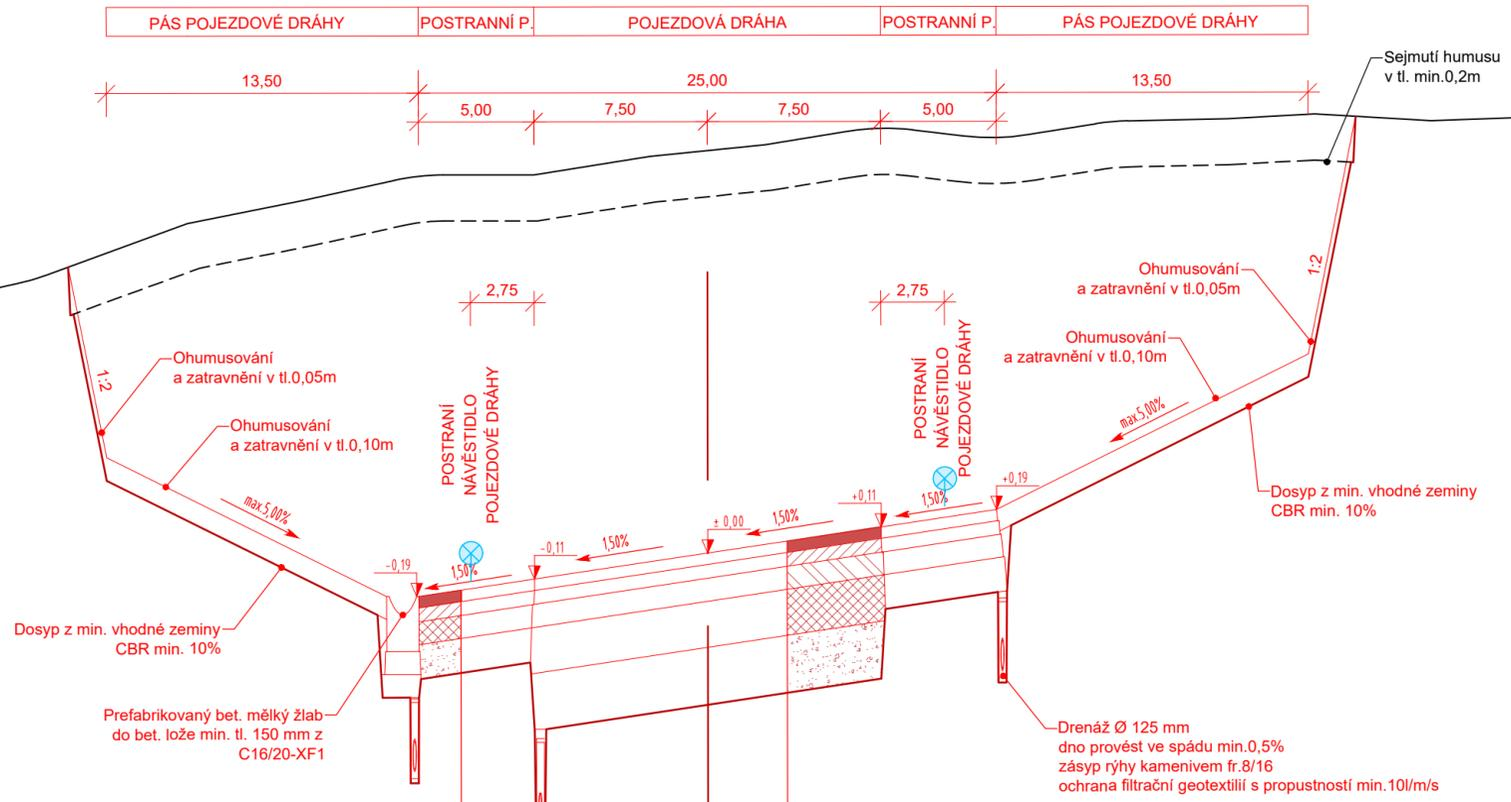 PÁS POJEZDOVÉ DRÁHY
POSTRANNÍ P.
POJEZDOVÁ DRÁHA
POSTRANNÍ P.
PÁS POJEZDOVÉ DRÁHY
13,50
25,00
13,50
5,00
7,50
7,50
5,00
Sejmutí humusu
v tl. min.0,2m
2,75
2,75
1:2
1:2
Ohumusování
a zatravnění v tl.0,05m
Ohumusování
a zatravnění v tl.0,10m
Ohumusování
a zatravnění v tl.0,05m
Ohumusování
a zatravnění v tl.0,10m
POSTRANÍ
NÁVĚSTIDLO
POJEZDOVÉ DRÁHY
POSTRANÍ
NÁVĚSTIDLO
POJEZDOVÉ DRÁHY
max.5,00%
max.5,00%
-0,19
1,50%
-0,11
1,50%
± 0,00
1,50%
+0,11
1,50%
+0,19
Dosyp z min. vhodné zeminy
CBR min. 10%
Dosyp z min. vhodné zeminy
CBR min. 10%
Prefabrikovaný bet. mělký žlab
do bet. lože min. tl. 150 mm z
C16/20-XF1
Drenáž Ø 125 mm
dno provést ve spádu min.0,5%
zásyp rýhy kamenivem fr.8/16
ochrana filtrační geotextilií s propustností min.10l/m/s